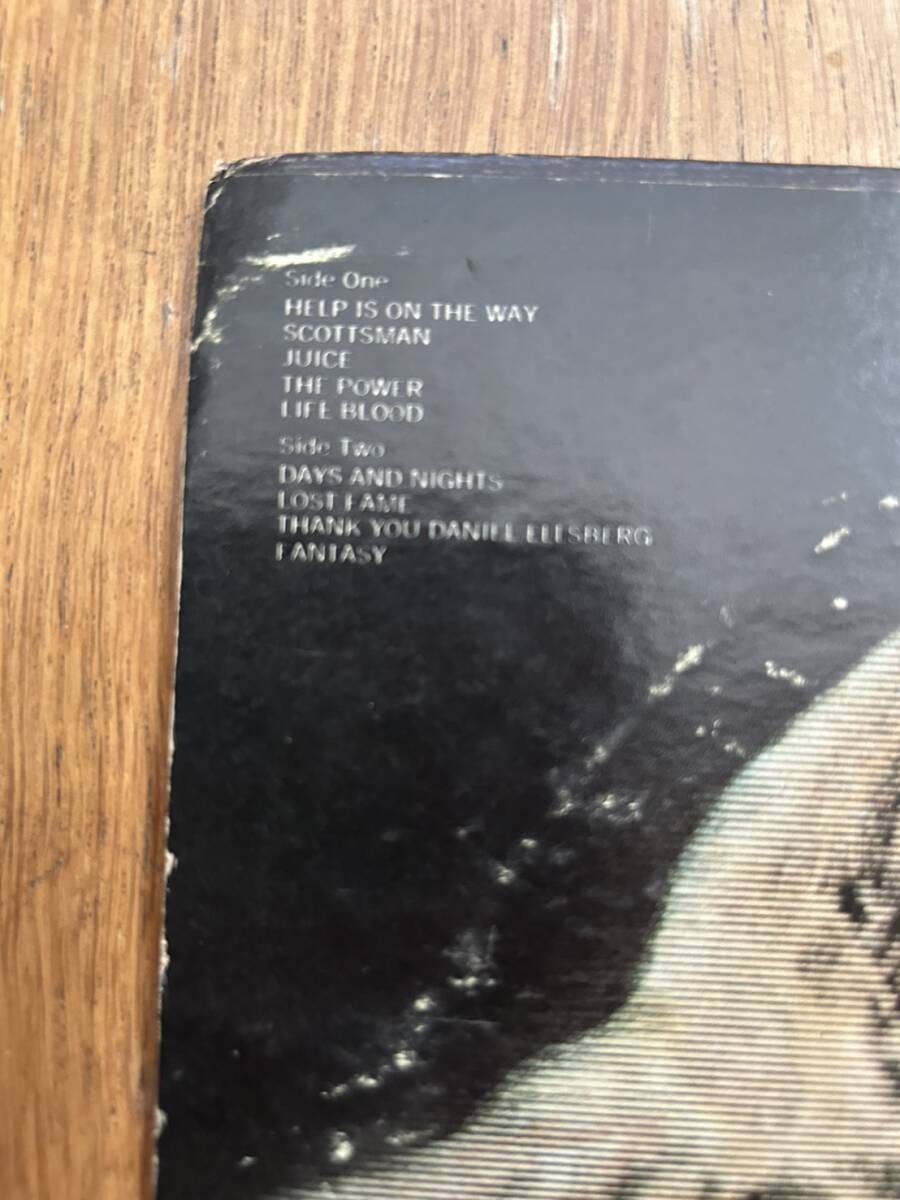 Side One
HELP IS ON THE WAY
SCOTTSMAN
JUICE
THE POWER
LIFE BLOOD
Side Two
DAYS AND NIGHTS
LOST FAME
THANK YOU DANIEL ELLSBERG
FANTASY